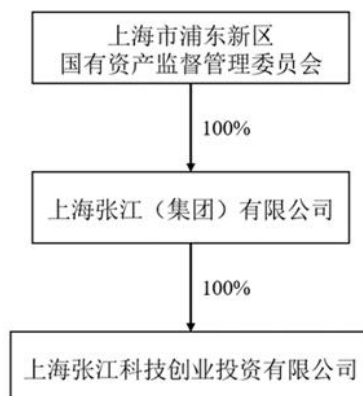 上海市浦东新区
国有资产监督管理委员会
100%
上海张江（集团）有限公司
100%
上海张江科技创业投资有限公司